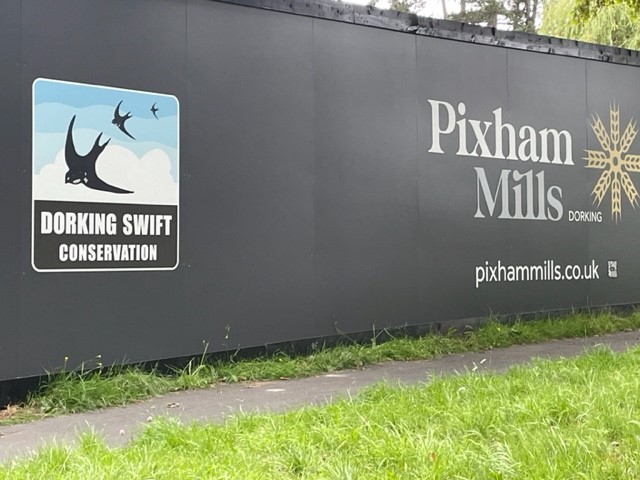 DORKING SWIFT
CONSERVATION
Pixham
Mills
DORKING
pixhammills.co.uk